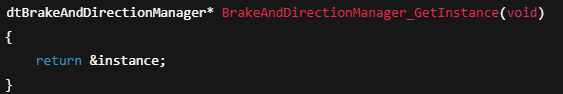 dtBrakeAndDirectionManager* BrakeAndDirectionManager_GetInstance(void)
{
    return &instance;
}